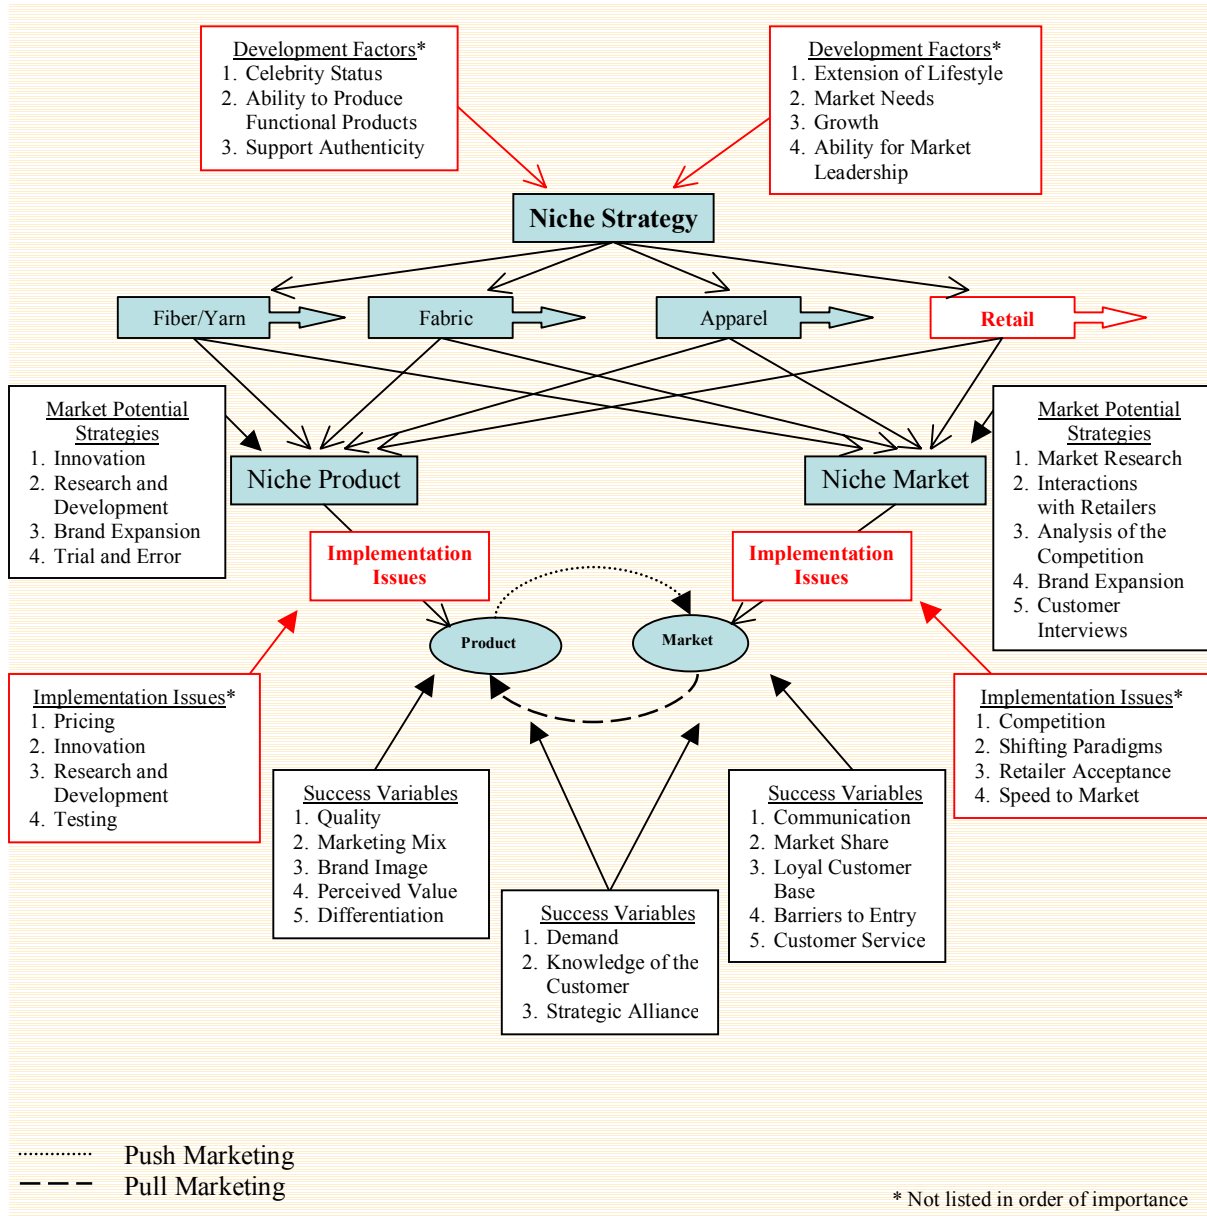 Development Factors*
1. Celebrity Status
2. Ability to Produce
Functional Products
3. Support Authenticity
Development Factors*
1. Extension of Lifestyle
2. Market Needs
3. Growth
4. Ability for Market
Leadership
Niche Strategy
Fiber/Yarn
Fabric
Apparel
Retail
Market Potential
Strategies
1. Innovation
2. Research and
Development
3. Brand Expansion
4. Trial and Error
Niche Product
Niche Market
Market Potential
Strategies
1. Market Research
2. Interactions
with Retailers
3. Analysis of the
Competition
4. Brand Expansion
5. Customer
Interviews
Implementation
Issues
Implementation
Issues
Product
Market
Implementation Issues*
1. Pricing
2. Innovation
3. Research and
Development
4. Testing
Success Variables
1. Quality
2. Marketing Mix
3. Brand Image
4. Perceived Value
5. Differentiation
Success Variables
1. Demand
2. Knowledge of the
Customer
3. Strategic Alliance
Success Variables
1. Communication
2. Market Share
3. Loyal Customer
Base
4. Barriers to Entry
5. Customer Service
Implementation Issues*
1. Competition
2. Shifting Paradigms
3. Retailer Acceptance
4. Speed to Market
Push Marketing
Pull Marketing
* Not listed in order of importance